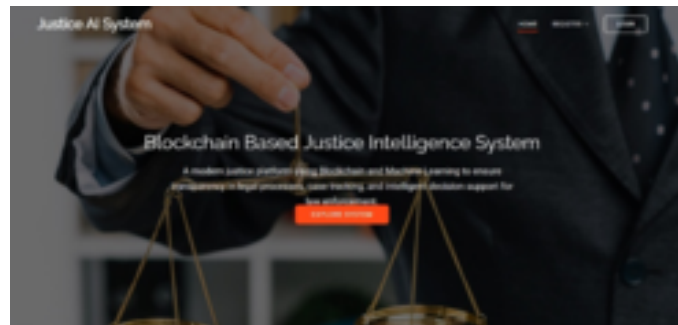 Justice AI System
HOME
REGISTER
LOGIN
Blockchain Based Justice Intelligence System
A modern justice platform using Blockchain and Machine Learning to ensure
transparency in legal processes, case tracking, and intelligent decision support for
law enforcement.
EXPLORE SYSTEM